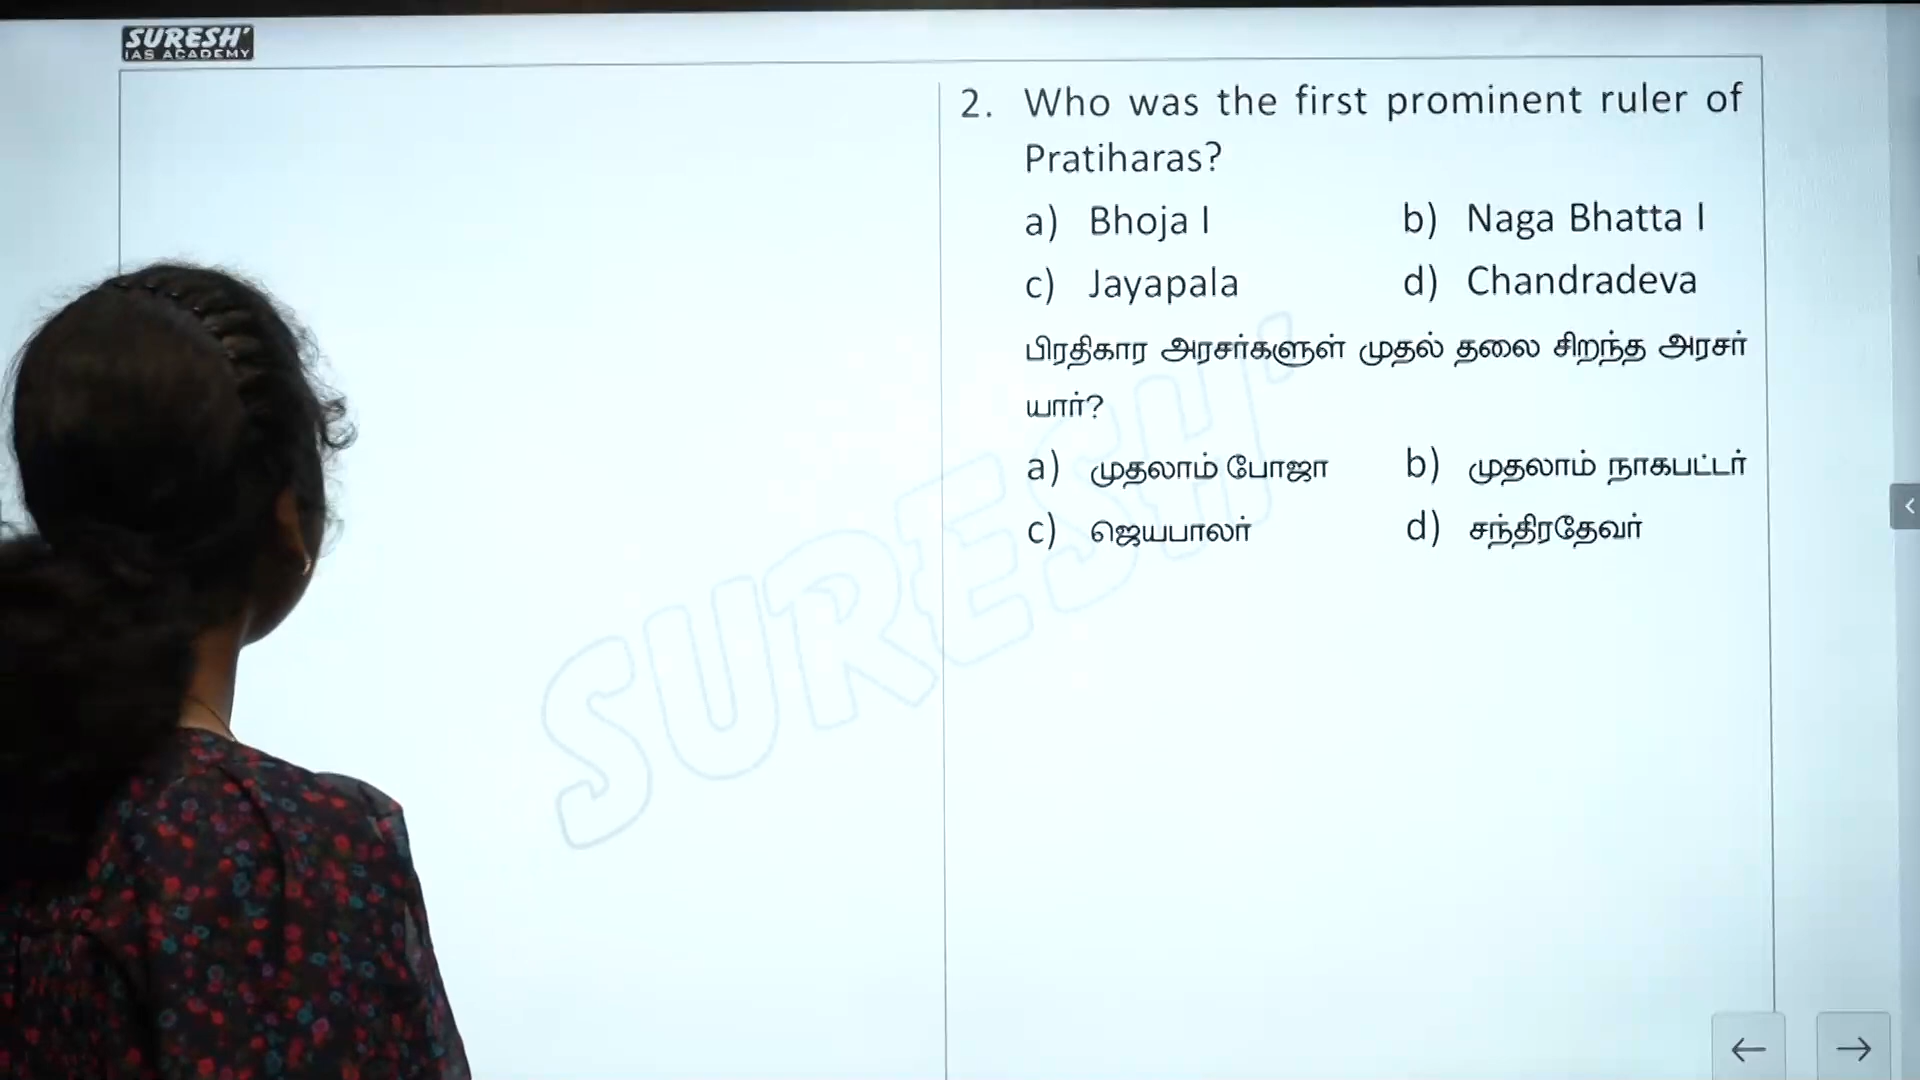 SURESH'
IAS ACADEMY
2. Who was the first prominent ruler of
Pratiharas?
a) Bhoja I b) Naga Bhatta I
c) Jayapala d) Chandradeva
பிரதிகார அரசர்களுள் முதல் தலை சிறந்த அரசர்
யார்?
a) முதலாம் போஜா b) முதலாம் நாகபட்டர்
c) ஜெயபாலர் d) சந்திரதேவர்
SURESH'